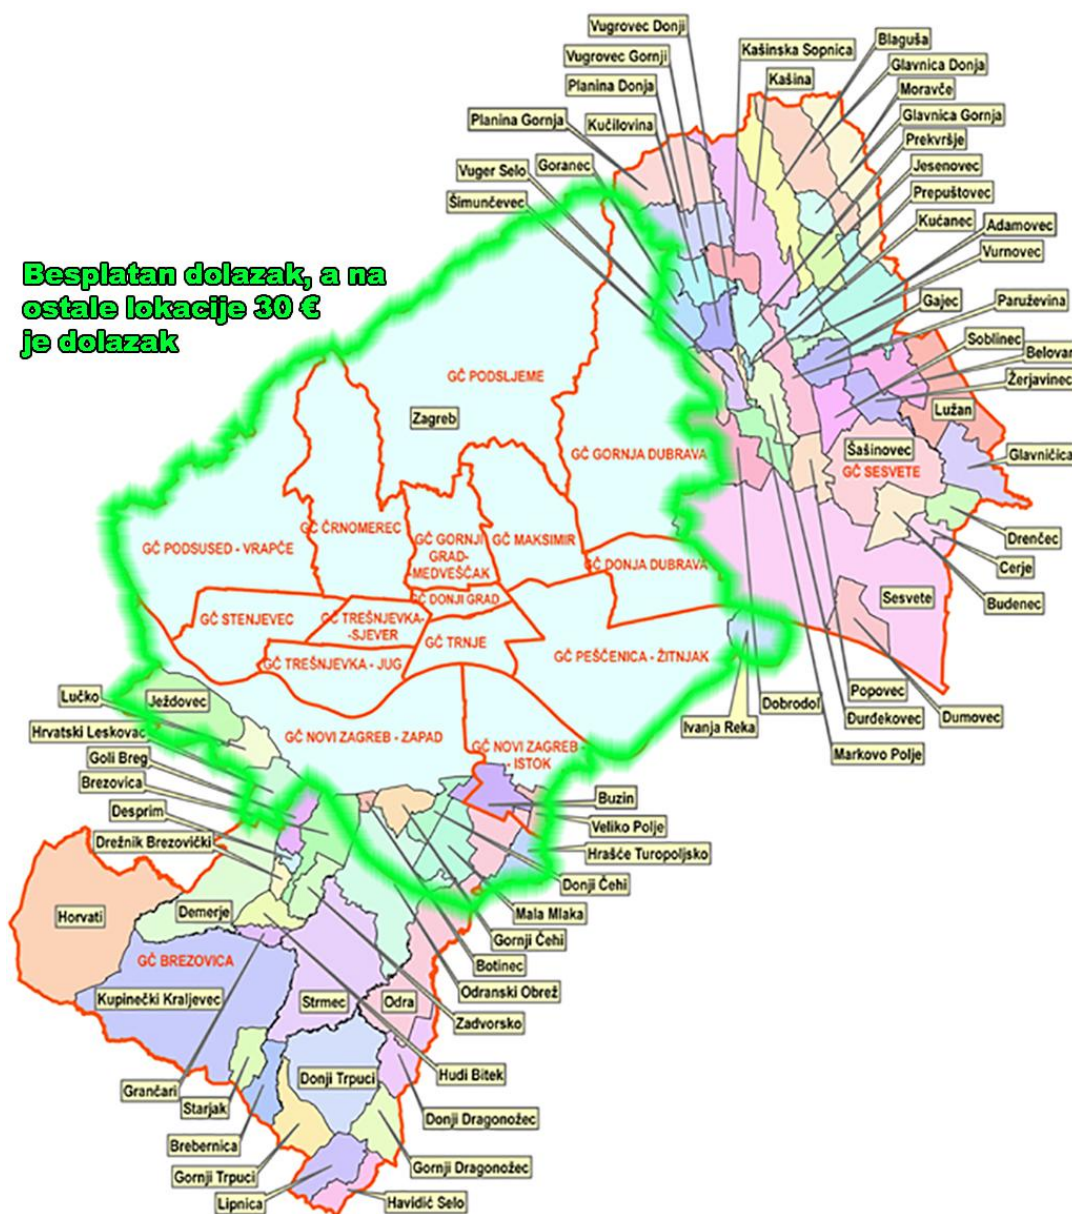 Vugrovec Donji
Vugrovec Gornji
Planina Donja
Kučilovina
Planina Gornja
Goranec
Vuger Selo
Šimunčevec
Kašinska Sopnica
Kašina
Blaguša
Glavnica Donja
Moravče
Glavnica Gornja
Prekvršje
Jesenovec
Prepuštovec
Kućanec
Adamovec
Vurnovec
Gajec
Paruževina
Soblinec
Belovar
Žerjavinec
Lužan
Šašinovec
GČ SESVETE
Glavničica
Drenčec
Cerje
Budenec
Sesvete
Dumovec
Popovec
Đurđekovec
Markovo Polje
Dobrodol
Ivanja Reka
Besplatan dolazak, a na
ostale lokacije 30 €
je dolazak
GČ PODSLJEME
Zagreb
GČ GORNJA DUBRAVA
GČ ČRNOMEREC
GČ GORNJI
GRAD-
-MEDVEŠČAK
GČ MAKSIMIR
GČ PODSUSED - VRAPČE
GČ DONJA DUBRAVA
GČ DONJI GRAD
GČ STENJEVEC
GČ TREŠNJEVKA-
-SJEVER
GČ TRNJE
GČ TREŠNJEVKA - JUG
GČ PEŠČENICA - ŽITNJAK
GČ NOVI ZAGREB - ZAPAD
GČ NOVI ZAGREB -
- ISTOK
Lučko
Ježdovec
Hrvatski Leskovac
Goli Breg
Brezovica
Desprim
Drežnik Brezovički
Buzin
Veliko Polje
Hrašće Turopoljsko
Donji Čehi
Mala Mlaka
Gornji Čehi
Botinec
Odranski Obrež
Zadvorsko
Hudi Bitek
Horvati
Demerje
GČ BREZOVICA
Kupinečki Kraljevec
Strmec
Odra
Grančari
Starjak
Brebernica
Gornji Trpuci
Lipnica
Donji Trpuci
Donji Dragonožec
Gornji Dragonožec
Havidić Selo